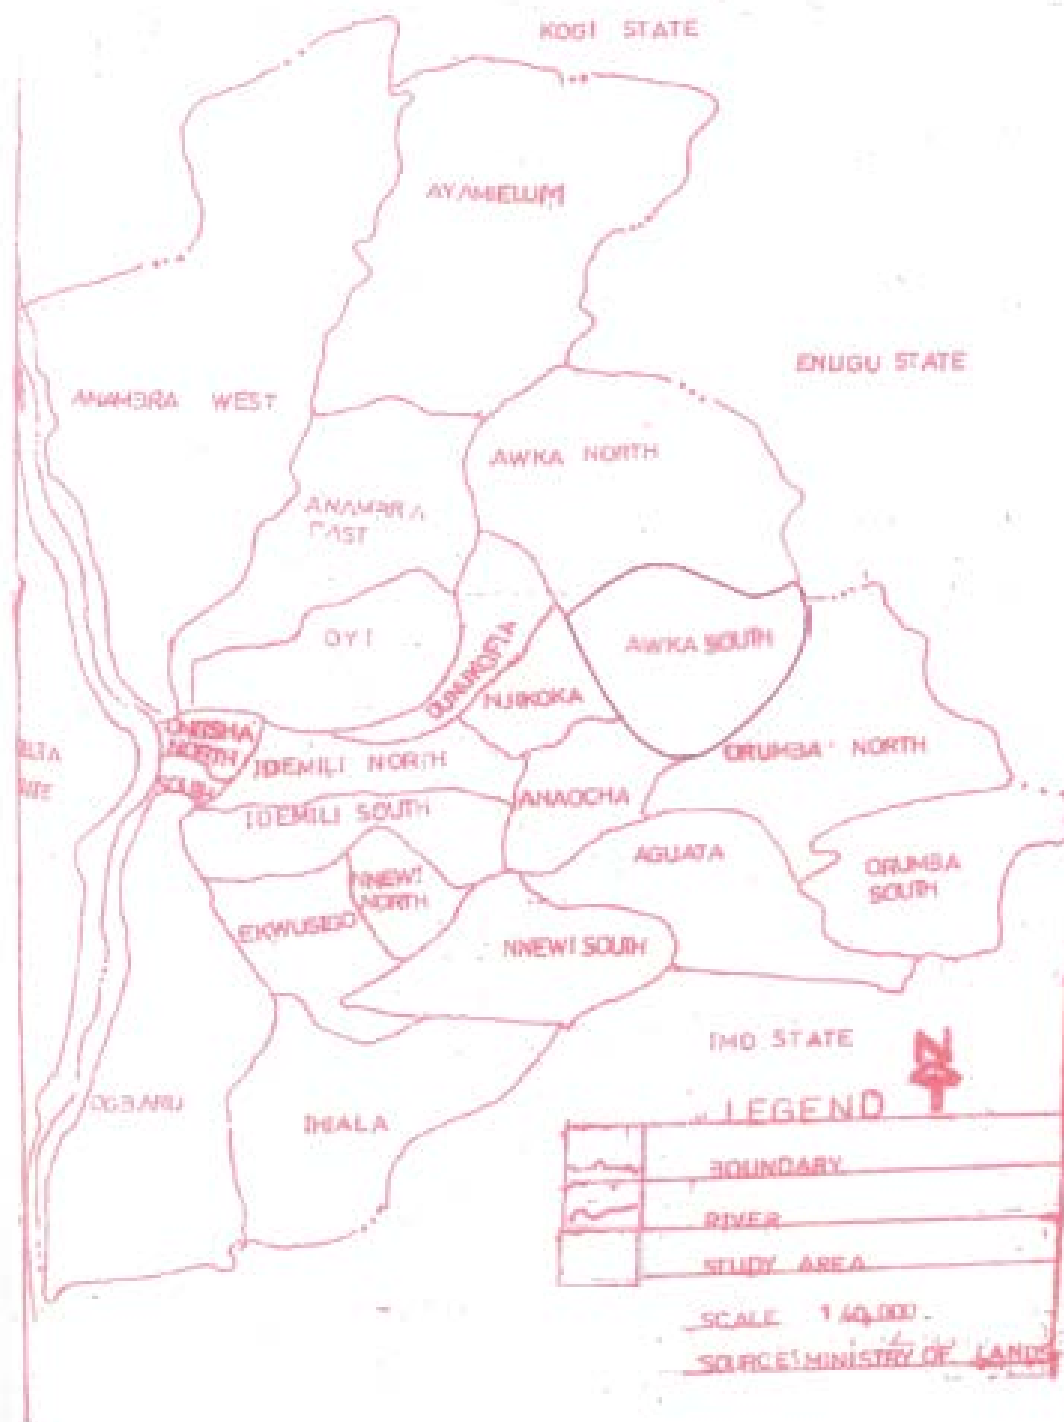 KOGI STATE
AYAMELUM
ENUGU STATE
ANAMBRA WEST
AWKA NORTH
ANAMBRA
EAST
OYI
DUNUKOFIA
AWKA SOUTH
NJIKOKA
ONITSHA
NORTH
SOUTH
IDEMILI NORTH
ORUMBA NORTH
ANAOCHA
IDEMILI SOUTH
AGUATA
ORUMBA
SOUTH
NNEWI
NORTH
EKWUSIGO
NNEWI SOUTH
IMO STATE
N
LEGEND
OGBARU
IHIALA
BOUNDARY
RIVER
STUDY AREA
SCALE
SOURCE: MINISTRY OF LANDS